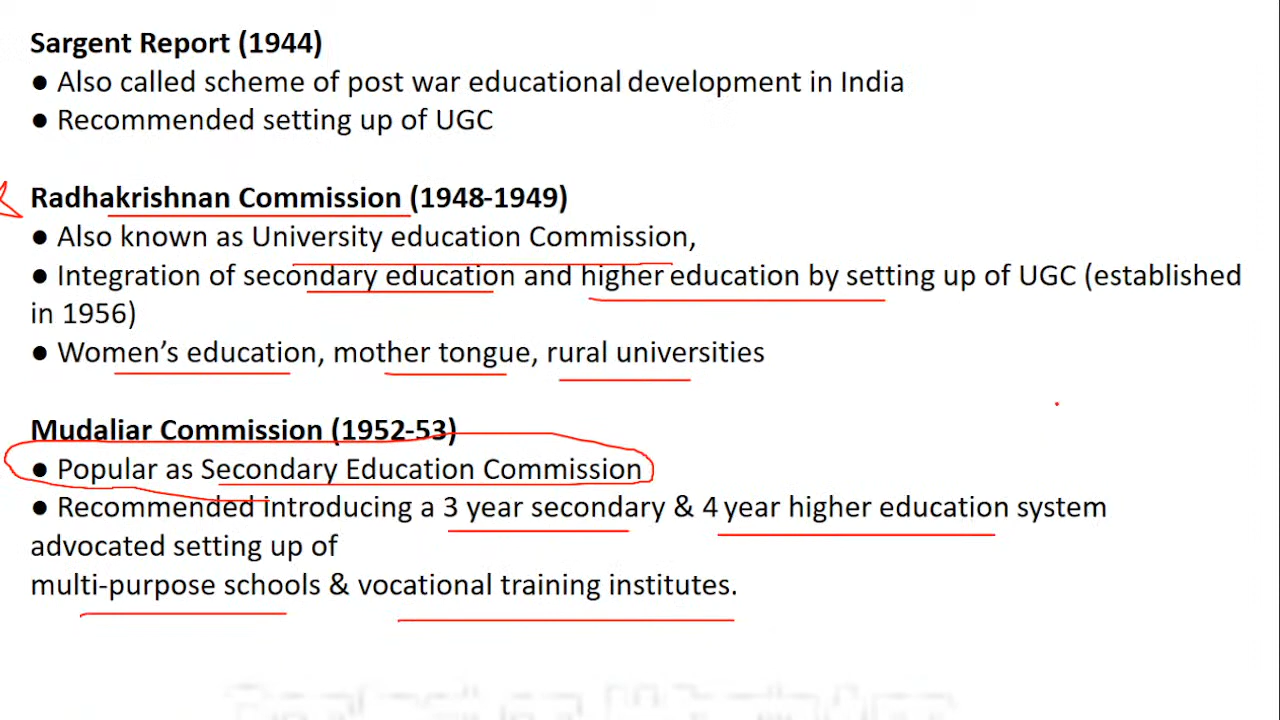 Sargent Report (1944)
● Also called scheme of post war educational development in India
● Recommended setting up of UGC
Radhakrishnan Commission (1948-1949)
● Also known as University education Commission,
● Integration of secondary education and higher education by setting up of UGC (established
in 1956)
● Women’s education, mother tongue, rural universities
Mudaliar Commission (1952-53)
● Popular as Secondary Education Commission
● Recommended introducing a 3 year secondary & 4 year higher education system
advocated setting up of
multi-purpose schools & vocational training institutes.